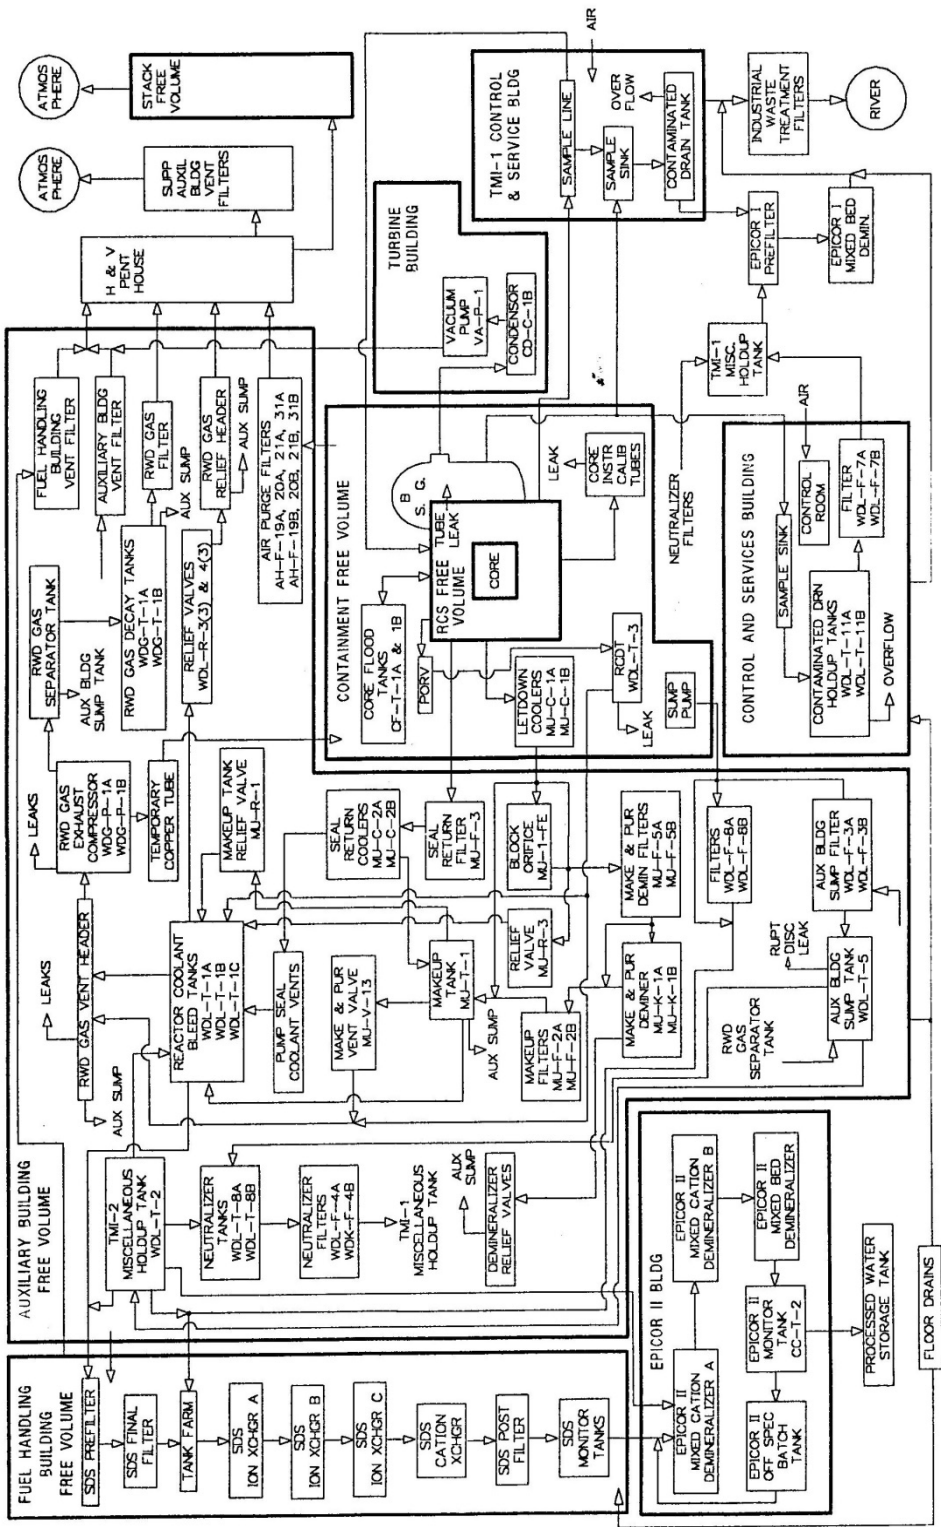 FUEL HANDLING
BUILDING
FREE VOLUME
SDS PREFILTER
SDS FINAL
FILTER
TANK FARM
SDS
ION XCHGR A
SDS
ION XCHGR B
SDS
ION XCHGR C
SDS
CATION
XCHGR
SDS POST
FILTER
SDS
MONITOR
TANKS
AUXILIARY BUILDING
FREE VOLUME
TMI-2
MISCELLANEOUS
HOLDUP TANK
WDL-T-2
NEUTRALIZER
TANKS
WDL-T-8A
WDL-T-8B
NEUTRALIZER
FILTERS
WDL-F-4A
WDK-F-4B
TMI-1
MISCELLANEOUS
HOLDUP TANK
AUX SUMP
DEMINERALIZER
RELIEF VALVES
EPICOR II BLDG
EPICOR II
MIXED CATION
DEMINERALIZER A
EPICOR II
MIXED CATION
DEMINERALIZER B
EPICOR II
MIXED BED
DEMINERALIZER
EPICOR II
MONITOR
TANK
CC-T-2
EPICOR II
OFF SPEC
BATCH
TANK
PROCESSED WATER
STORAGE TANK
FLOOR DRAINS
LEAKS
RWD GAS VENT HEADER
AUX SUMP
REACTOR COOLANT
BLEED TANKS
WDL-T-1A
WDL-T-1B
WDL-T-1C
PUMP SEAL
COOLANT VENTS
MAKE & PUR
VENT VALVE
MU-V-13
MAKEUP
TANK
MU-T-1
AUX SUMP
MAKEUP
FILTERS
MU-F-2A
MU-F-2B
RELIEF
VALVE
MU-R-3
MAKE & PUR
DEMINER
MU-K-1A
MU-K-1B
RWD
GAS
SEPARATOR
TANK
AUX BLDG
SUMP TANK
WDL-T-5
RUPT
DISC
LEAK
AUX BLDG
SUMP FILTER
WDL-F-3A
WDL-F-3B
FILTERS
WDL-F-8A
WDL-F-8B
MAKE & PUR
DEMIN FILTERS
MU-F-5A
MU-F-5B
BLOCK
ORIFICE
MU-1-FE
SEAL
RETURN
FILTER
MU-F-3
SEAL
RETURN
COOLERS
MU-C-2A
MU-C-2B
MAKEUP TANK
RELIEF VALVE
MU-R-1
TEMPORARY
COPPER TUBE
LEAKS
RWD GAS
EXHAUST
COMPRESSOR
WDG-P-1A
WDG-P-1B
RWD GAS
SEPARATOR TANK
AUX BLDG
SUMP TANK
RWD GAS DECAY TANKS
WDG-T-1A
WDG-T-1B
AUX SUMP
RELIEF VALVES
WDL-R-3(3) & 4(3)
FUEL HANDLING
BUILDING
VENT FILTER
AUXILIARY BLDG
VENT FILTER
RWD GAS
FILTER
RWD GAS
RELIEF HEADER
AUX SUMP
AIR PURGE FILTERS
AH-F-19A, 20A, 21A, 31A
AH-F-19B, 20B, 21B, 31B
H & V
PENT
HOUSE
SUPP
AUXIL
BLDG
VENT
FILTERS
ATMOS
PHERE
STACK
FREE
VOLUME
ATMOS
PHERE
CONTAINMENT FREE VOLUME
CORE FLOOD
TANKS
CF-T-1A & 1B
PORV
LETDOWN
COOLERS
MU-C-1A
MU-C-1B
RCDT
WDL-T-3
LEAK
SUMP
PUMP
RCS FREE
VOLUME
TUBE
LEAK
CORE
B
S. G.
LEAK
CORE
INSTR
CALIB
TUBES
TURBINE
BUILDING
VACUUM
PUMP
VA-P-1
CONDENSOR
CD-C-1B
TMI-1 CONTROL
& SERVICE BLDG
SAMPLE LINE
SAMPLE
SINK
OVER
FLOW
CONTAMINATED
DRAIN TANK
AIR
INDUSTRIAL
WASTE
TREATMENT
FILTERS
RIVER
EPICOR I
PREFILTER
EPICOR I
MIXED BED
DEMIN.
TMI-1
MISC.
HOLDUP
TANK
NEUTRALIZER
FILTERS
CONTROL AND SERVICES BUILDING
SAMPLE SINK
AIR
CONTROL
ROOM
CONTAMINATED DRN
HOLDUP TANKS
WDL-T-11A
WDL-T-11B
FILTER
WDL-F-7A
WDL-F-7B
OVERFLOW